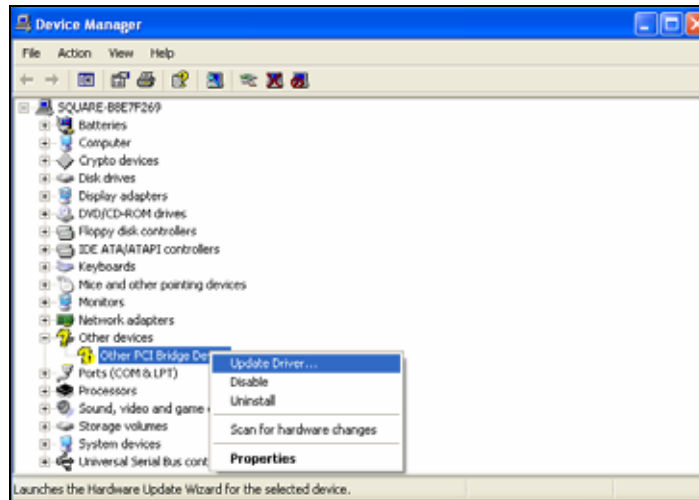 Device Manager
File Action View Help
SQUARE-B8E7F269
Batteries
Computer
Crypto devices
Disk drives
Display adapters
DVD/CD-ROM drives
Floppy disk controllers
IDE ATA/ATAPI controllers
Keyboards
Mice and other pointing devices
Monitors
Network adapters
Other devices
Other PCI Bridge De
Update Driver...
Ports (COM & LPT)
Disable
Processors
Uninstall
Sound, video and game
Storage volumes
Scan for hardware changes
System devices
Universal Serial Bus cont
Properties
Launches the Hardware Update Wizard for the selected device.